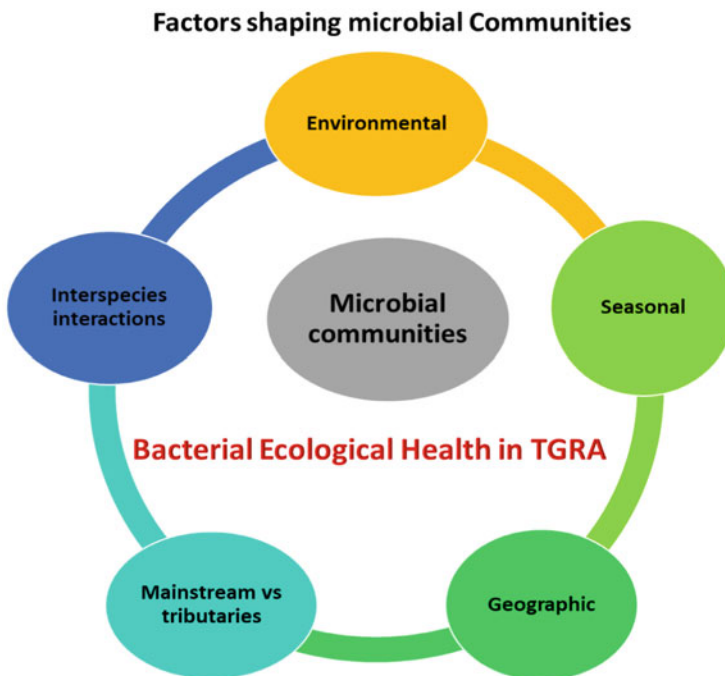 Factors shaping microbial Communities
Environmental
Interspecies
interactions
Microbial
communities
Seasonal
Bacterial Ecological Health in TGRA
Mainstream vs
tributaries
Geographic